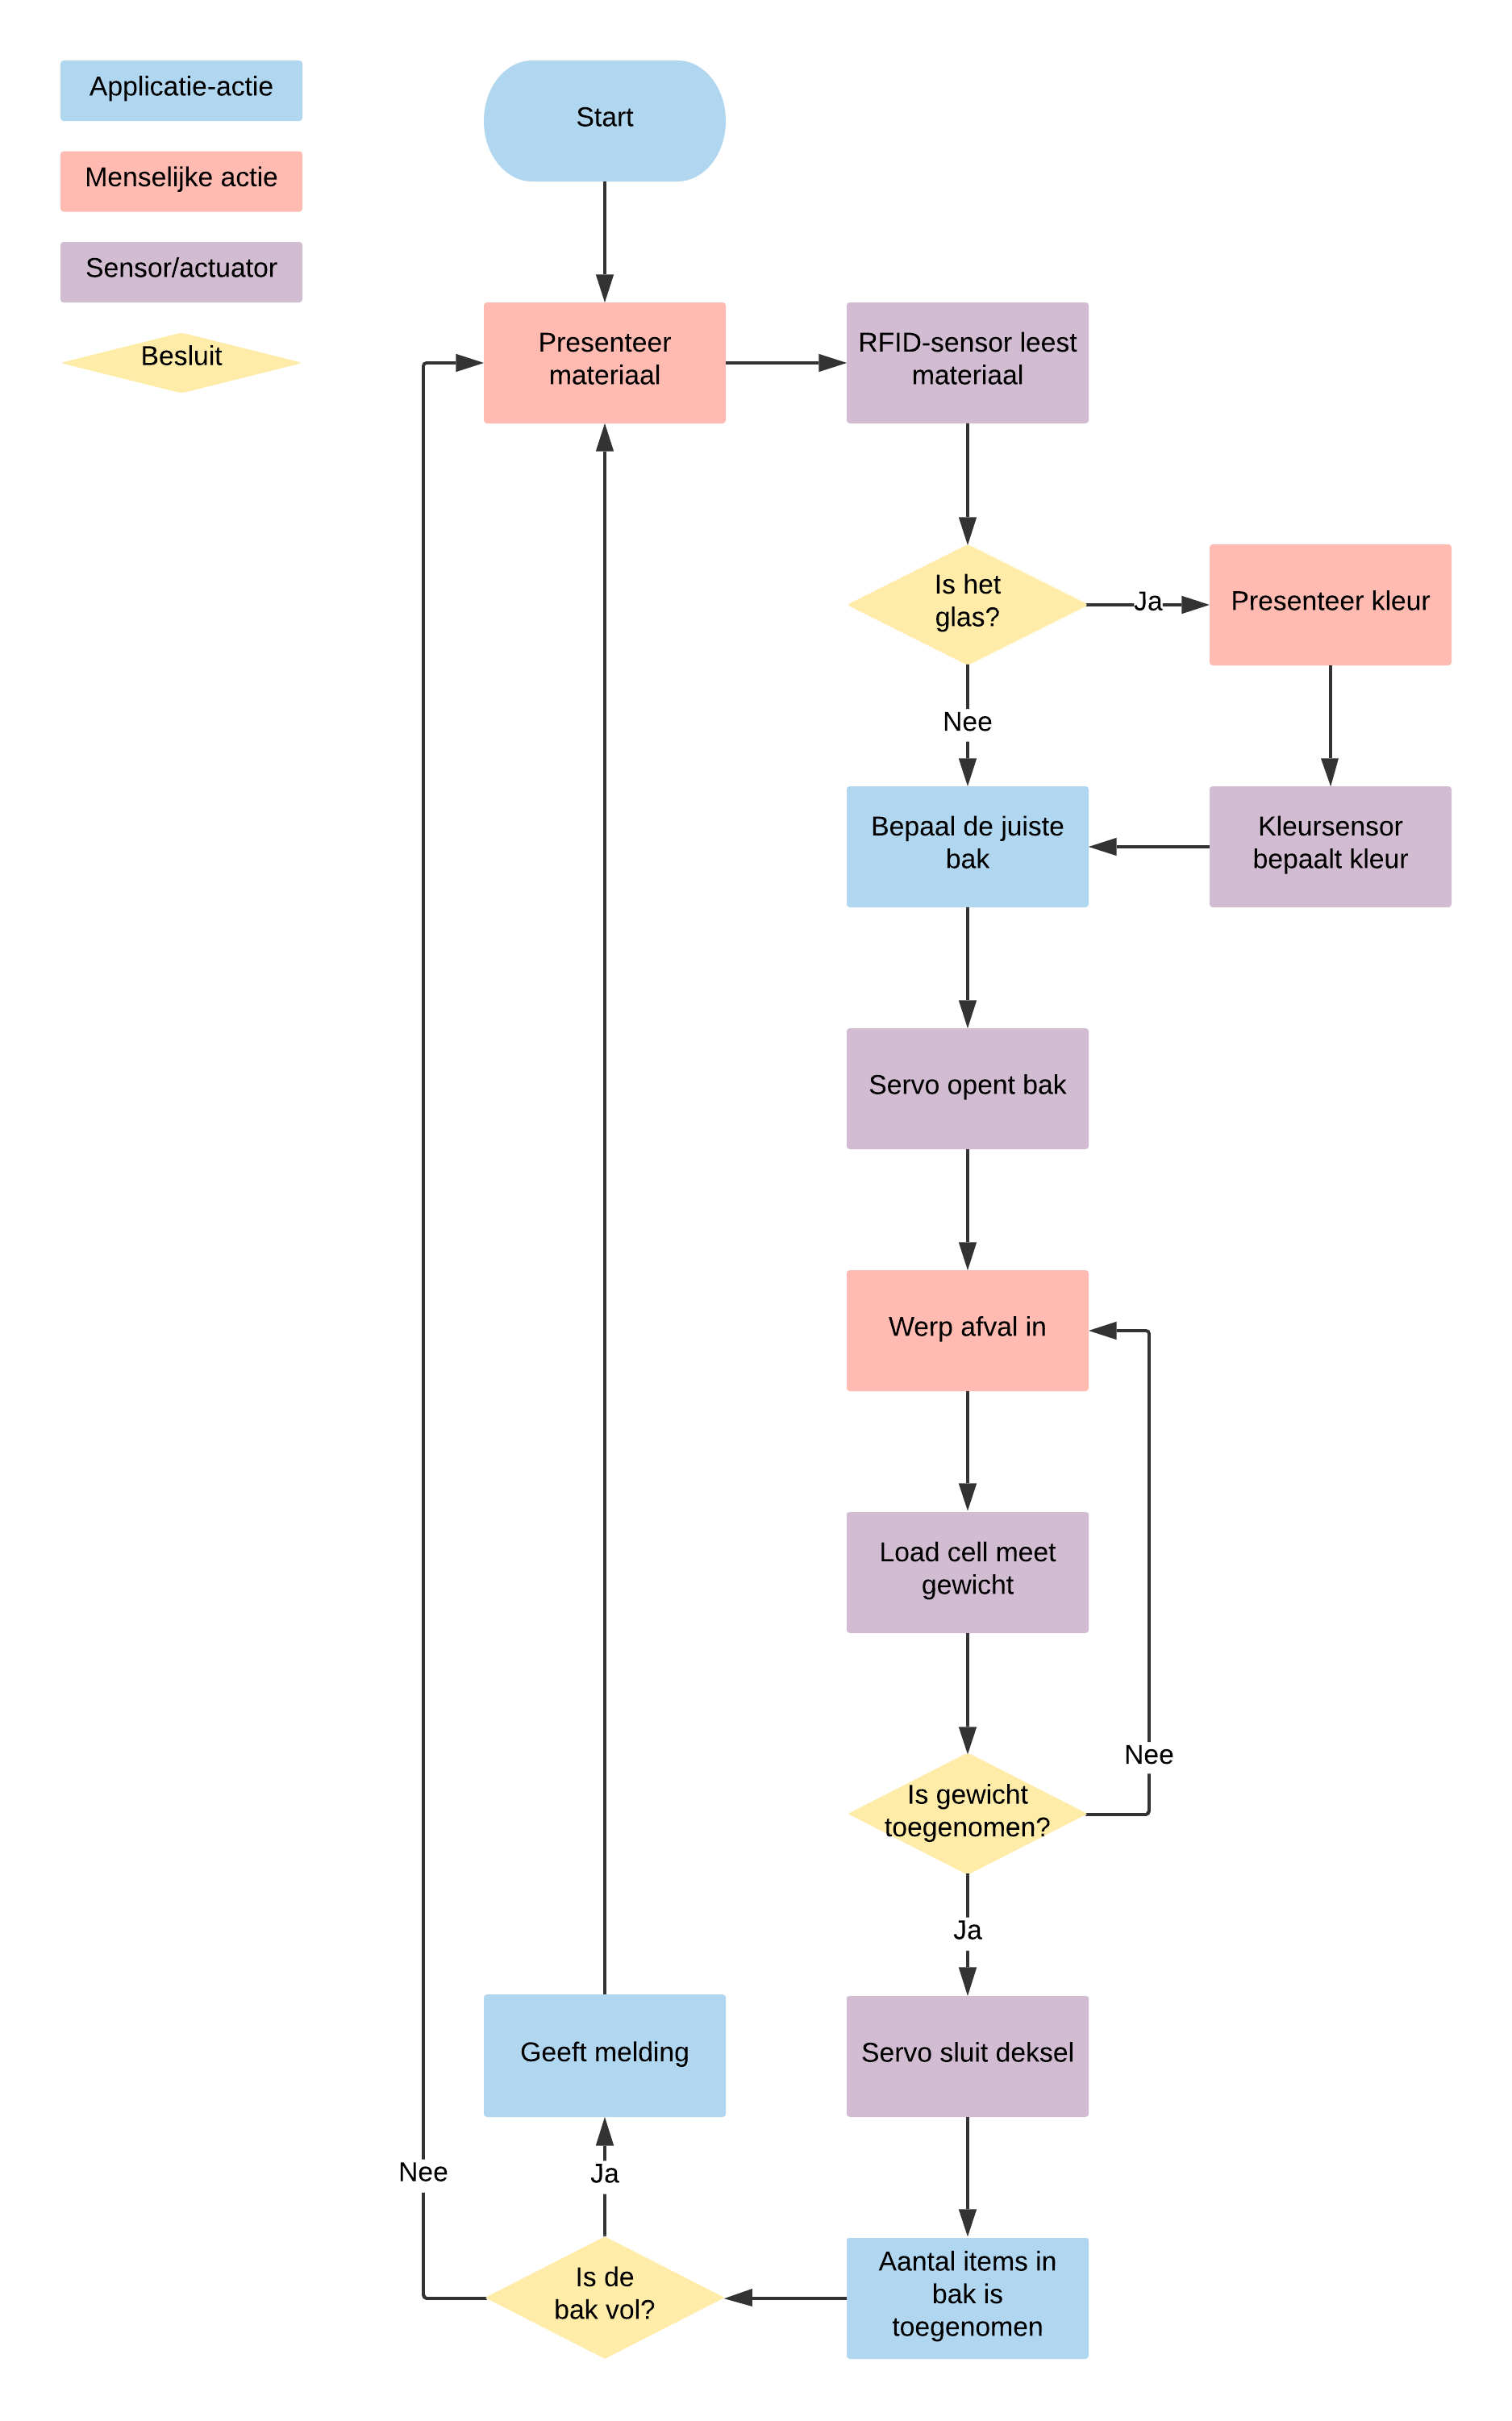 Applicatie-actie
Menselijke actie
Sensor/actuator
Besluit
Start
Presenteer
materiaal
RFID-sensor leest
materiaal
Is het
glas?
Ja
Presenteer kleur
Nee
Bepaal de juiste
bak
Kleursensor
bepaalt kleur
Servo opent bak
Werp afval in
Load cell meet
gewicht
Is gewicht
toegenomen?
Nee
Ja
Servo sluit deksel
Geeft melding
Nee
Ja
Aantal items in
bak is
toegenomen
Is de
bak vol?